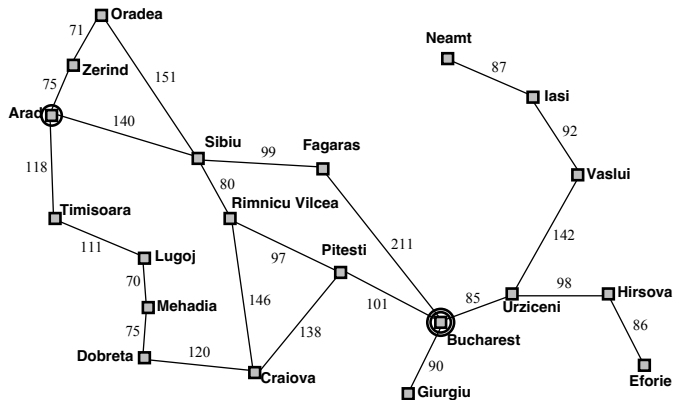 Oradea
71
Neamt
Zerind
87
75
151
Iasi
Arad
140
92
Sibiu
Fagaras
99
118
Vaslui
80
Rimnicu Vilcea
Timisoara
111
142
211
Lugoj
97
Pitesti
70
98
Hirsova
146
101
85
Urziceni
Mehadia
138
86
75
Bucharest
120
Dobreta
90
Craiova
Eforie
Giurgiu